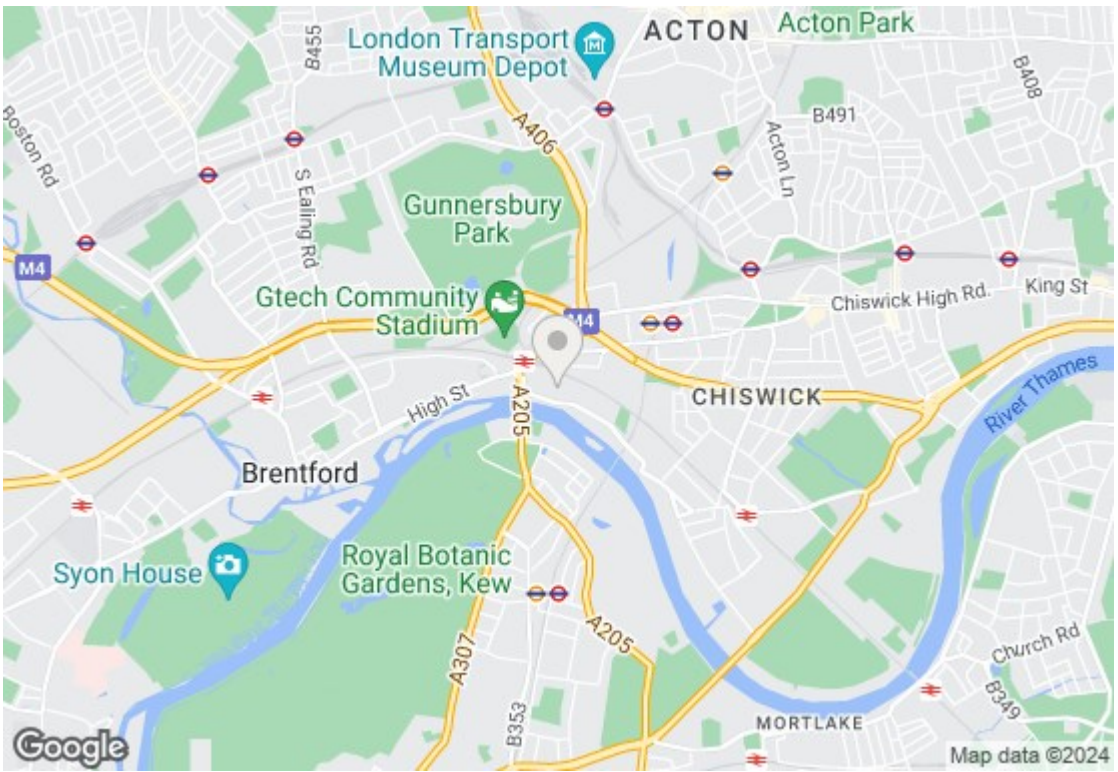 ACTON
Acton Park
London Transport
Museum Depot
B455
B408
B491
A406
Boston Rd
S Ealing Rd
Acton Ln
Gunnersbury
Park
M4
Gtech Community
Stadium
M4
Chiswick High Rd.
King St
High St
A205
CHISWICK
River Thames
Brentford
Syon House
Royal Botanic
Gardens, Kew
A205
A307
B353
Church Rd
B349
MORTLAKE
Google
Map data ©2024